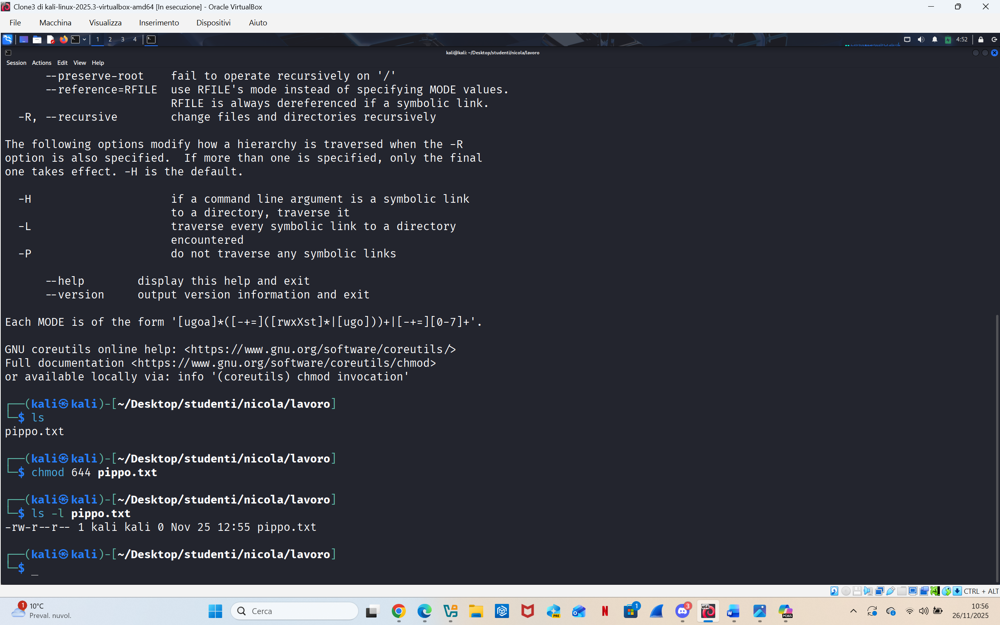 Clone3 di kali-linux-2025.3-virtualbox-amd64 [In esecuzione] - Oracle VirtualBox
File Macchina Visualizza Inserimento Dispositivi Aiuto
1 2 3 4 4:52
kali@kali: ~/Desktop/studenti/nicola/lavoro
Session Actions Edit View Help
--preserve-root fail to operate recursively on '/'
--reference=RFILE use RFILE's mode instead of specifying MODE values.
RFILE is always dereferenced if a symbolic link.
-R, --recursive change files and directories recursively
The following options modify how a hierarchy is traversed when the -R
option is also specified. If more than one is specified, only the final
one takes effect. -H is the default.
-H if a command line argument is a symbolic link
to a directory, traverse it
-L traverse every symbolic link to a directory
encountered
-P do not traverse any symbolic links
--help display this help and exit
--version output version information and exit
Each MODE is of the form '[ugoa]*([-+=]([rwxXst]*|[ugo]))+|[-+=][0-7]+'.
GNU coreutils online help: <https://www.gnu.org/software/coreutils/>
Full documentation <https://www.gnu.org/software/coreutils/chmod>
or available locally via: info '(coreutils) chmod invocation'
┌──(kali㉿kali)-[~/Desktop/studenti/nicola/lavoro]
└─$ ls
pippo.txt
┌──(kali㉿kali)-[~/Desktop/studenti/nicola/lavoro]
└─$ chmod 644 pippo.txt
┌──(kali㉿kali)-[~/Desktop/studenti/nicola/lavoro]
└─$ ls -l pippo.txt
-rw-r--r-- 1 kali kali 0 Nov 25 12:55 pippo.txt
┌──(kali㉿kali)-[~/Desktop/studenti/nicola/lavoro]
└─$ _
CTRL + ALT
1 10°C
Preval. nuvol.
Cerca
PRE
N
1
3
x64
W
M365
10:56
26/11/2025